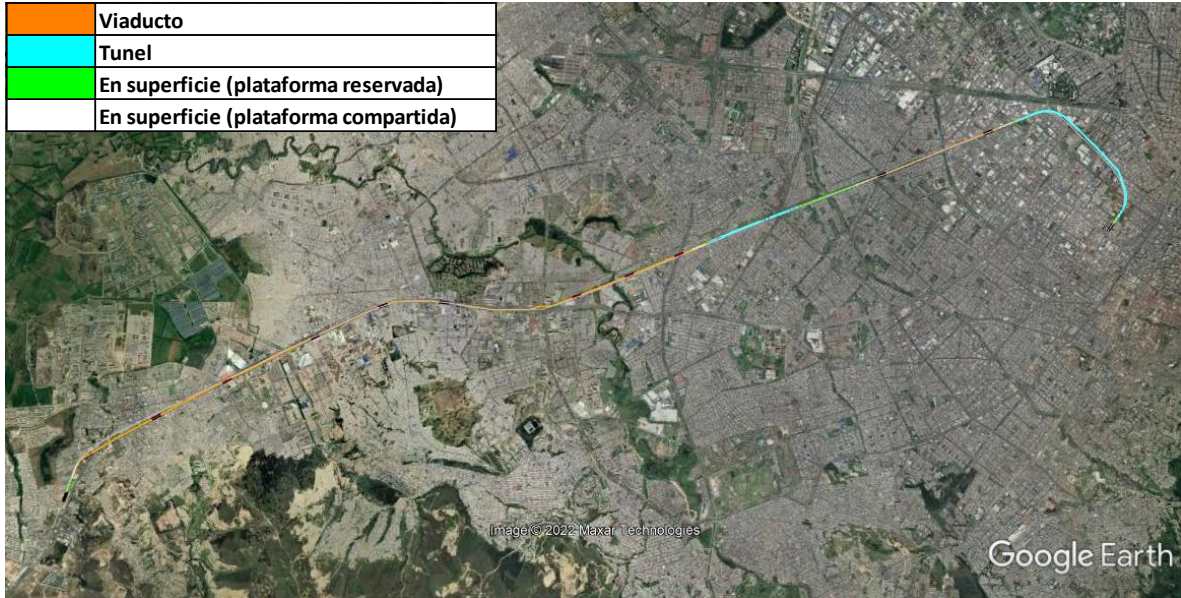 Viaducto
Tunel
En superficie (plataforma reservada)
En superficie (plataforma compartida)
Image © 2022 Maxar Technologies
Google Earth